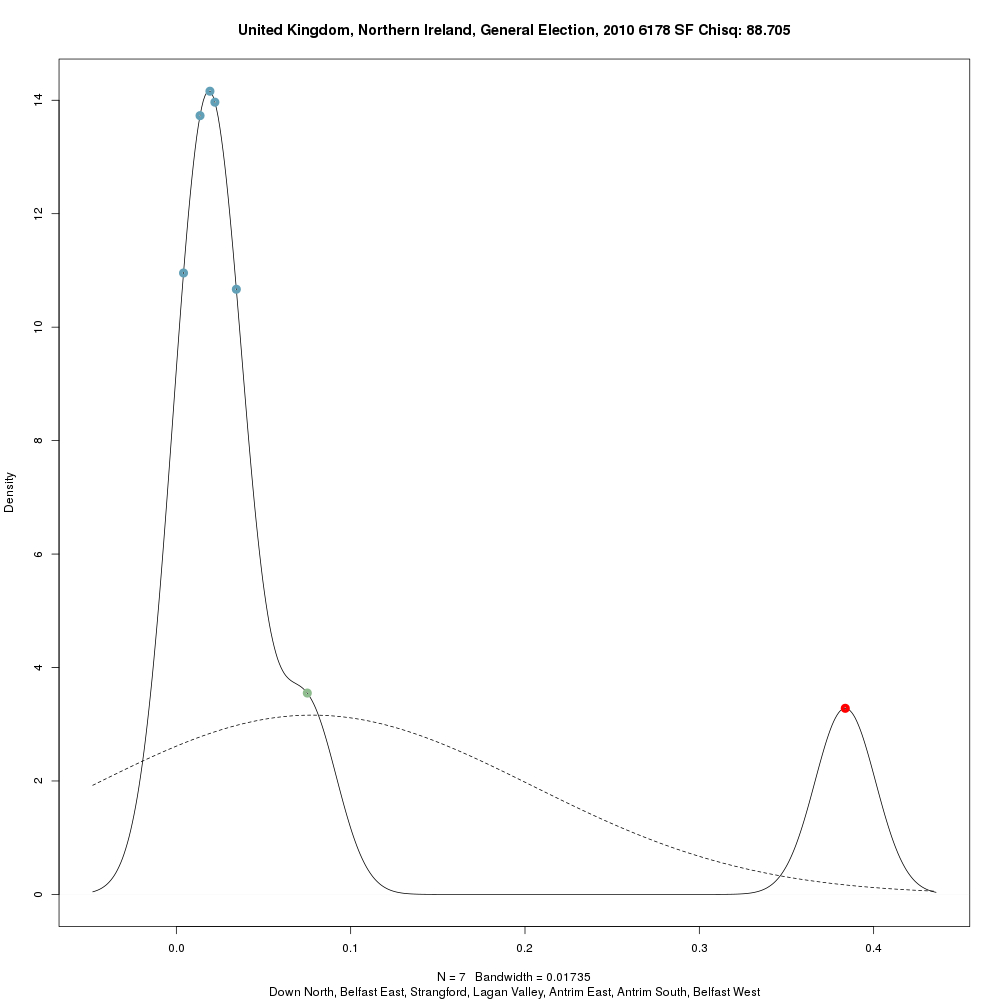 United Kingdom, Northern Ireland, General Election, 2010 6178 SF Chisq: 88.705
Density
14
12
10
8
6
4
2
0
0.0 0.1 0.2 0.3 0.4
N = 7 Bandwidth = 0.01735
Down North, Belfast East, Strangford, Lagan Valley, Antrim East, Antrim South, Belfast West